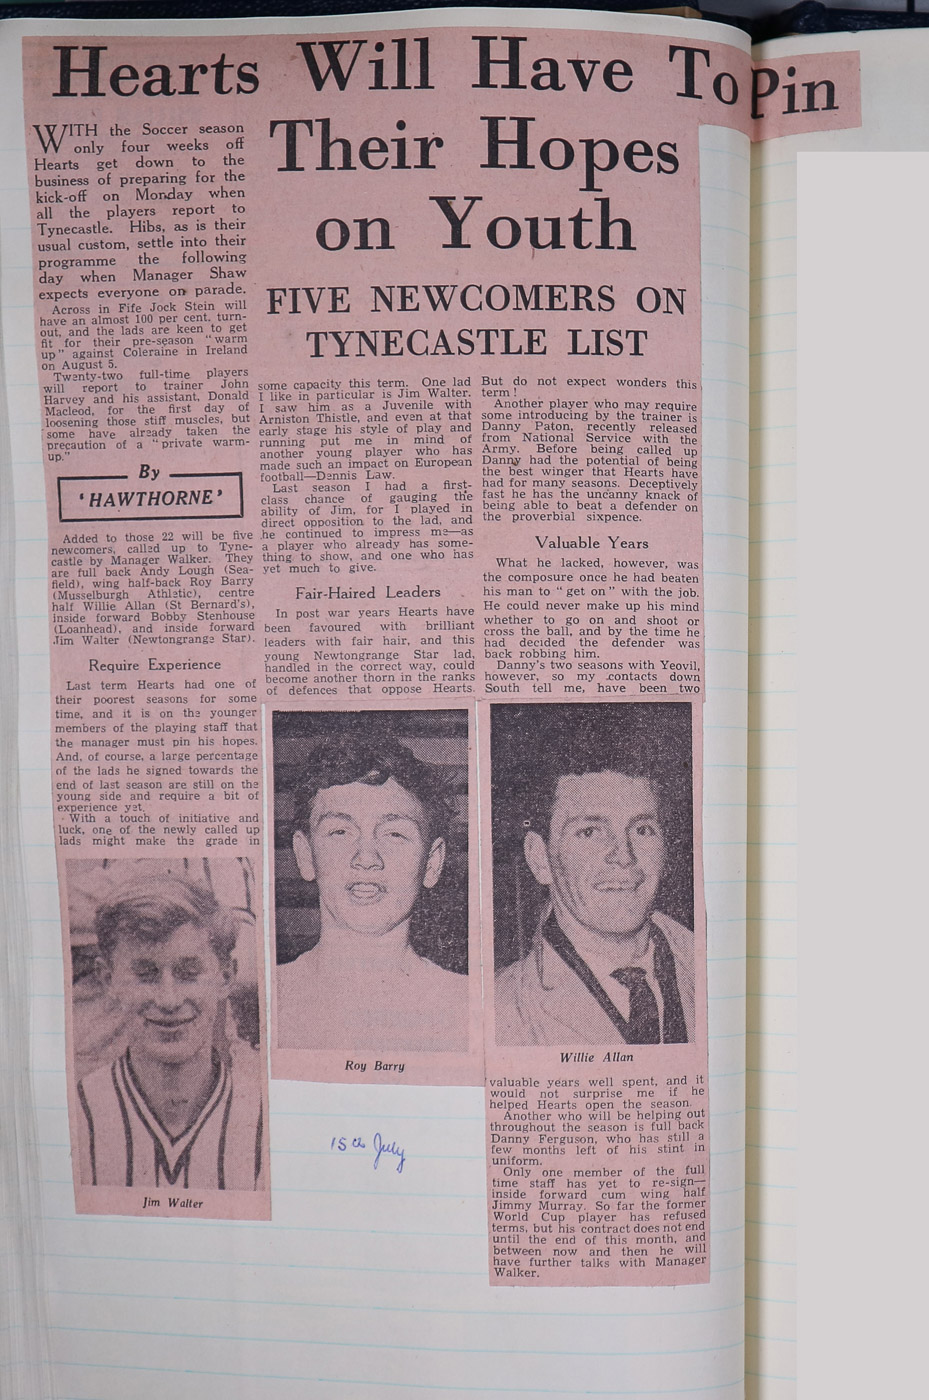 Hearts Will Have To Pin
Their Hopes
on Youth
FIVE NEWCOMERS ON
TYNECASTLE LIST
WITH the Soccer season
only four weeks off
Hearts get down to the
business of preparing for the
kick-off on Monday when
all the players report to
Tynecastle. Hibs, as is their
usual custom, settle into their
programme the following
day when Manager Shaw
expects everyone on parade.
Across in Fife Jock Stein will
have an almost 100 per cent. turn-
out, and the lads are keen to get
fit for their pre-season "warm
up" against Coleraine in Ireland
on August 5.
Twenty-two full-time players
will report to trainer John
Harvey and his assistant, Donald
Macleod, for the first day of
loosening those stiff muscles, but
some have already taken the
precaution of a "private warm-
up."
By
'HAWTHORNE'
Added to those 22 will be five
newcomers, called up to Tyne-
castle by Manager Walker. They
are full back Andy Lough (Sea-
field), wing half-back Roy Barry
(Musselburgh Athletic), centre
half Willie Allan (St Bernard's),
inside forward Bobby Stenhouse
(Loanhead), and inside forward
Jim Walter (Newtongrange Star).
Require Experience
Last term Hearts had one of
their poorest seasons for some
time, and it is on the younger
members of the playing staff that
the manager must pin his hopes.
And, of course, a large percentage
of the lads he signed towards the
end of last season are still on the
young side and require a bit of
experience yet.
With a touch of initiative and
luck, one of the newly called up
lads might make the grade in
some capacity this term. One lad
I like in particular is Jim Walter.
I saw him as a Juvenile with
Arniston Thistle, and even at that
early stage his style of play and
running put me in mind of
another young player who has
made such an impact on European
football—Dennis Law.
Last season I had a first-
class chance of gauging the
ability of Jim, for I played in
direct opposition to the lad, and
he continued to impress me—as
a player who already has some-
thing to show, and one who has
yet much to give.
Fair-Haired Leaders
In post war years Hearts have
been favoured with brilliant
leaders with fair hair, and this
young Newtongrange Star lad,
handled in the correct way, could
become another thorn in the ranks
of defences that oppose Hearts.
But do not expect wonders this
term!
Another player who may require
some introducing by the trainer is
Danny Paton, recently released
from National Service with the
Army. Before being called up
Danny had the potential of being
the best winger that Hearts have
had for many seasons. Deceptively
fast he has the uncanny knack of
being able to beat a defender on
the proverbial sixpence.
Valuable Years
What he lacked, however, was
the composure once he had beaten
his man to "get on" with the job.
He could never make up his mind
whether to go on and shoot or
cross the ball, and by the time he
had decided the defender was
back robbing him.
Danny's two seasons with Yeovil,
however, so my contacts down
South tell me, have been two
valuable years well spent, and it
would not surprise me if he
helped Hearts open the season.
Another who will be helping out
throughout the season is full back
Danny Ferguson, who has still a
few months left of his stint in
uniform.
Only one member of the full
time staff has yet to re-sign—
inside forward cum wing half
Jimmy Murray. So far the former
World Cup player has refused
terms, but his contract does not end
until the end of this month, and
between now and then he will
have further talks with Manager
Walker.
Jim Walter
Roy Barry
Willie Allan
15th July